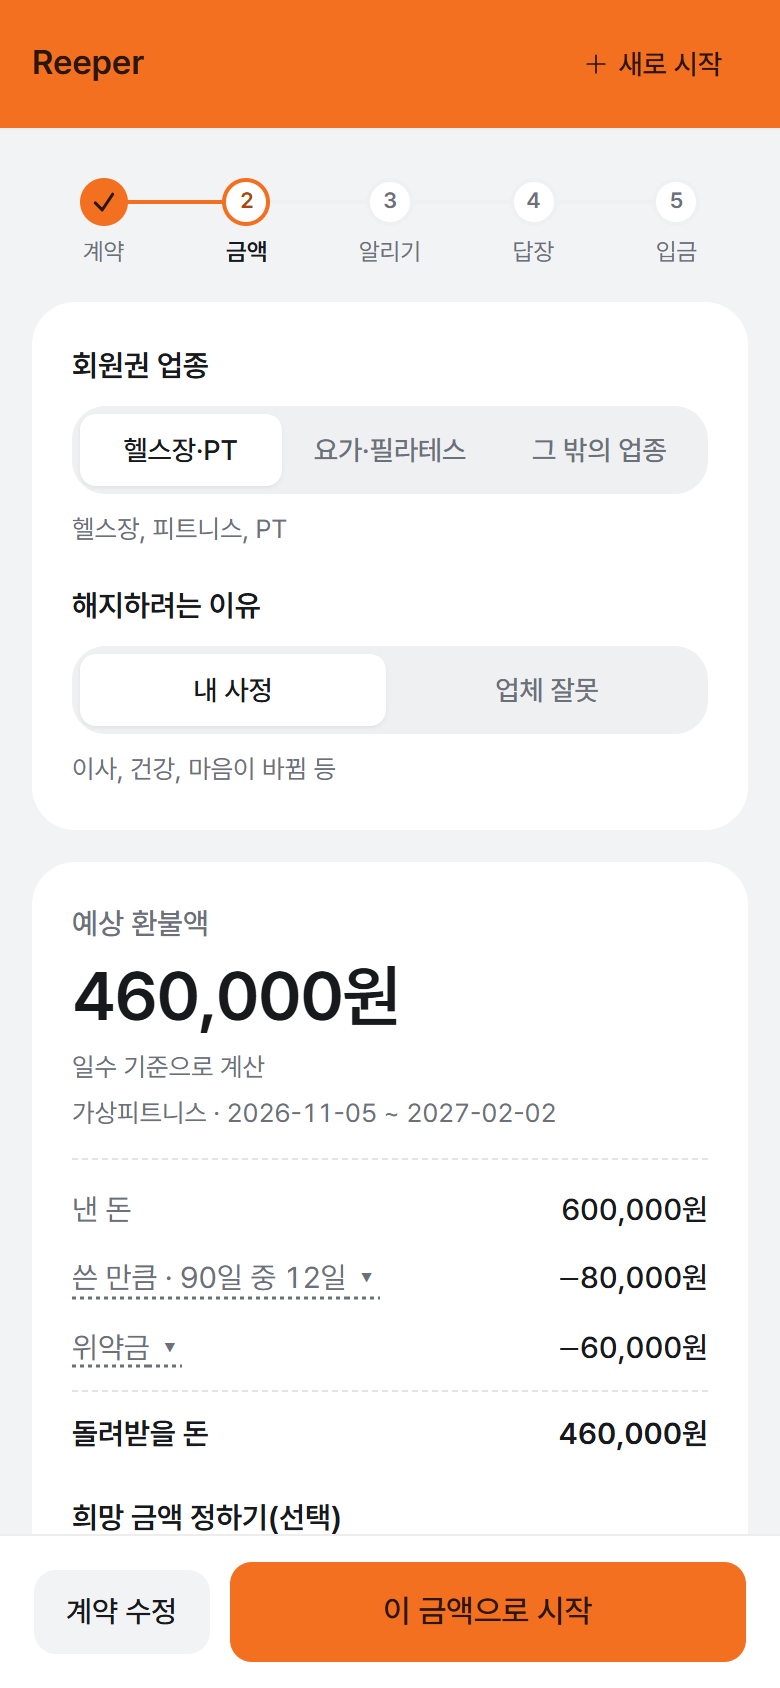 Reeper
+ 새로 시작
2
3
4
5
계약
금액
알리기
답장
입금
회원권 업종
헬스장·PT
요가·필라테스
그 밖의 업종
헬스장, 피트니스, PT
해지하려는 이유
내 사정
업체 잘못
이사, 건강, 마음이 바뀜 등
예상 환불액
460,000원
일수 기준으로 계산
가상피트니스 · 2026-11-05 ~ 2027-02-02
낸 돈 600,000원
쓴 만큼 · 90일 중 12일 ▼ −80,000원
위약금 ▼ −60,000원
돌려받을 돈 460,000원
희망 금액 정하기(선택)
계약 수정
이 금액으로 시작